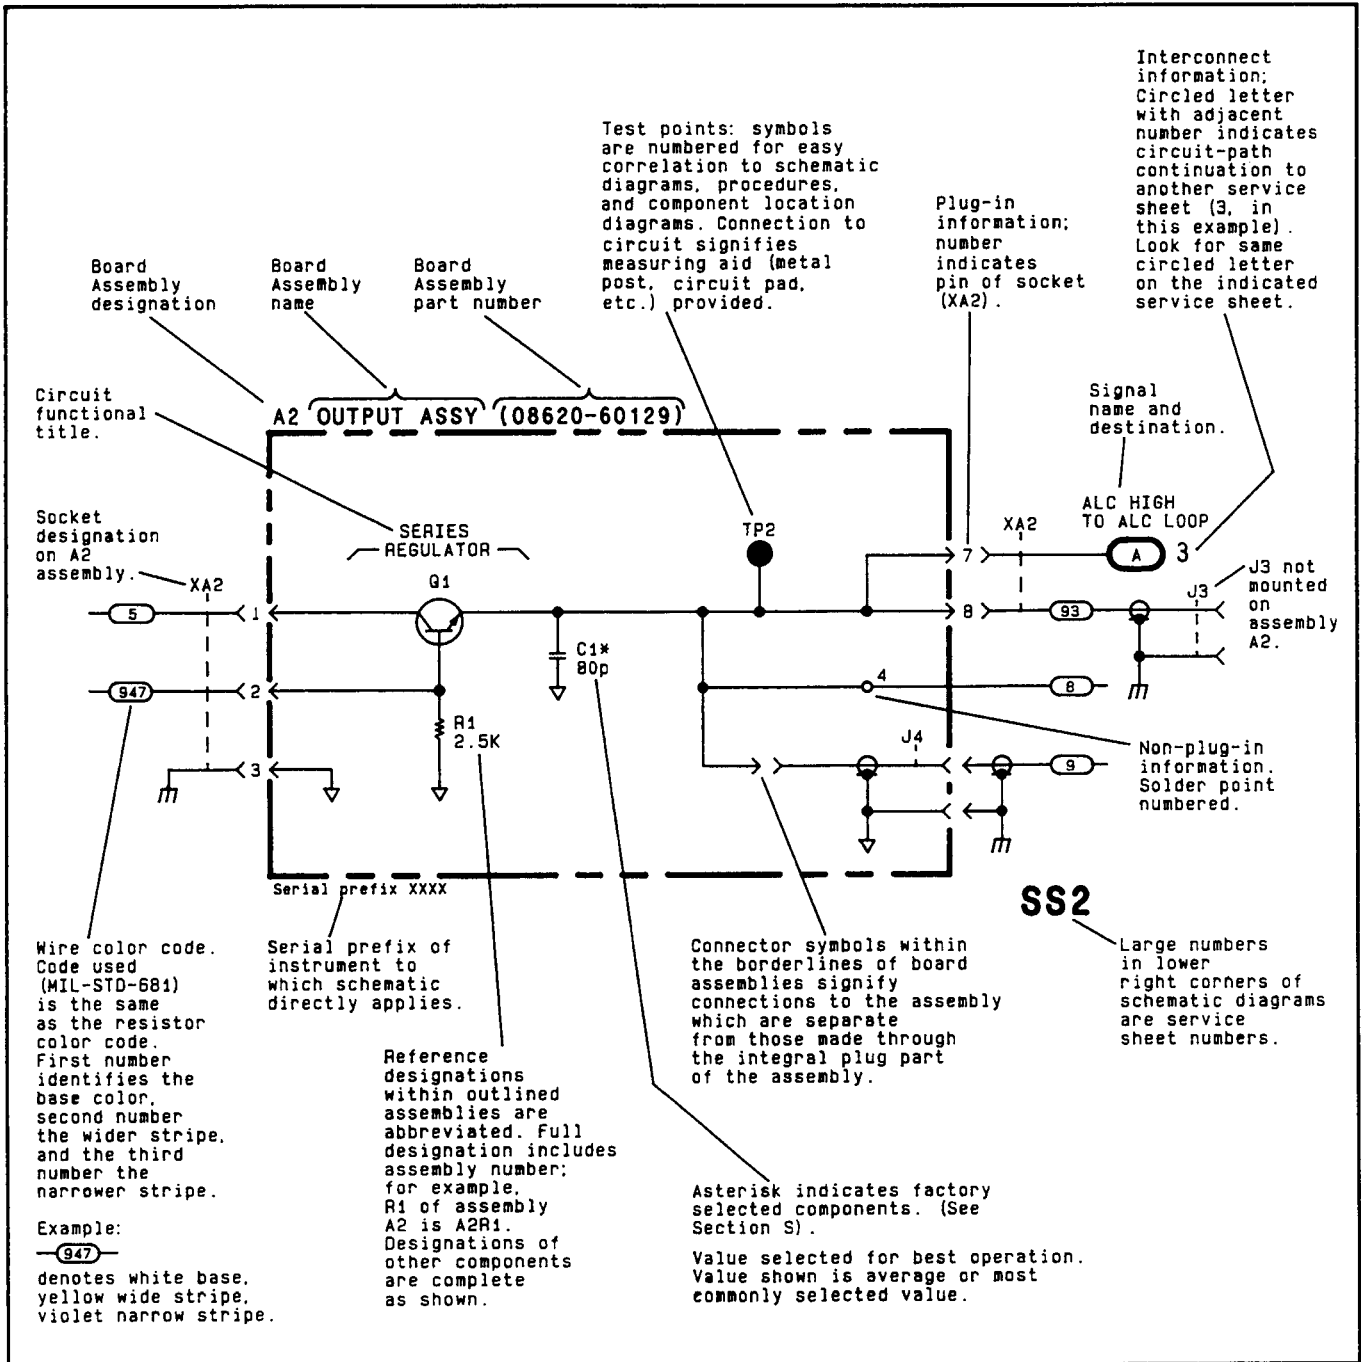 Interconnect
information;
Circled letter
with adjacent
number indicates
circuit-path
continuation to
another service
sheet (3, in
this example).
Look for same
circled letter
on the indicated
service sheet.
Test points: symbols
are numbered for easy
correlation to schematic
diagrams, procedures,
and component location
diagrams. Connection to
circuit signifies
measuring aid (metal
post, circuit pad,
etc.) provided.
Plug-in
information;
number
indicates
pin of socket
(XA2).
Board
Assembly
designation
Board
Assembly
name
Board
Assembly
part number
Circuit
functional
title.
A2 OUTPUT ASSY (08620-60129)
Signal
name and
destination.
Socket
designation
on A2
assembly.
XA2
SERIES
REGULATOR
Q1
TP2
XA2
ALC HIGH
TO ALC LOOP
7
A 3
J3 not
mounted
on
assembly
A2.
J3
5
1
8
93
C1*
80p
947
2
4
8
R1
2.5K
J4
3
9
Non-plug-in
information.
Solder point
numbered.
Serial prefix XXXX
SS2
Wire color code.
Code used
(MIL-STD-681)
is the same
as the resistor
color code.
First number
identifies the
base color,
second number
the wider stripe,
and the third
number the
narrower stripe.
Example:
947
denotes white base,
yellow wide stripe,
violet narrow stripe.
Serial prefix of
instrument to
which schematic
directly applies.
Reference
designations
within outlined
assemblies are
abbreviated. Full
designation includes
assembly number;
for example,
R1 of assembly
A2 is A2R1.
Designations of
other components
are complete
as shown.
Connector symbols within
the borderlines of board
assemblies signify
connections to the assembly
which are separate
from those made through
the integral plug part
of the assembly.
Large numbers
in lower
right corners of
schematic diagrams
are service
sheet numbers.
Asterisk indicates factory
selected components. (See
Section S).
Value selected for best operation.
Value shown is average or most
commonly selected value.